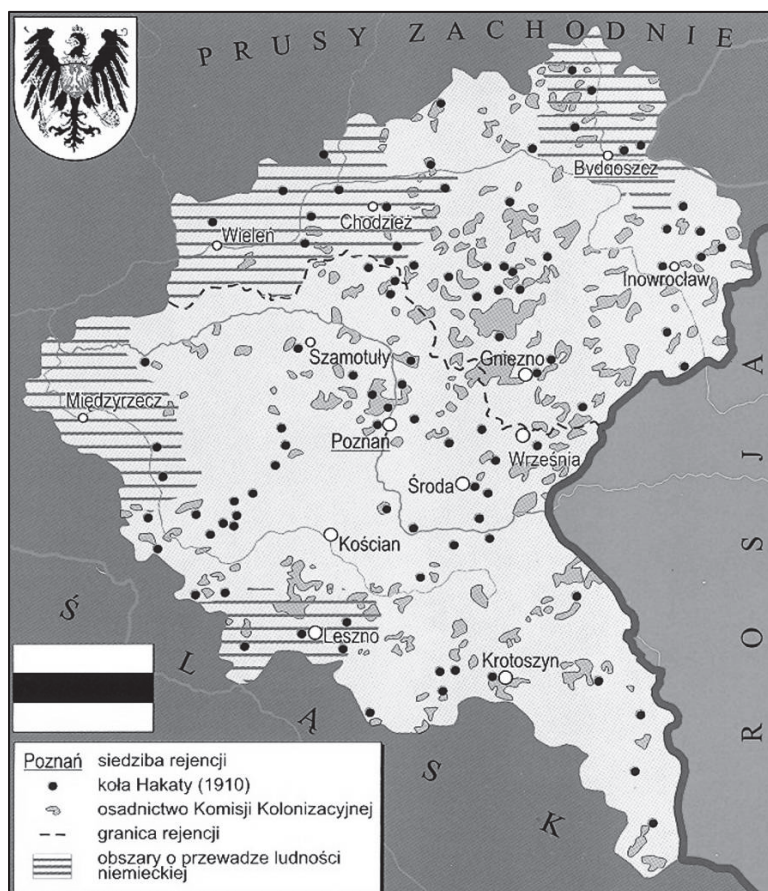 PRUSY ZACHODNIE
Bydgoszcz
Chodzież
Wieleń
Inowrocław
Szamotuły
Gniezno
Międzyrzecz
Poznań
Września
Środa
Kościan
Leszno
Krotoszyn
ŚLĄSK
ROSJA
Poznań siedziba rejencji
koła Hakaty (1910)
osadnictwo Komisji Kolonizacyjnej
granica rejencji
obszary o przewadze ludności
niemieckiej